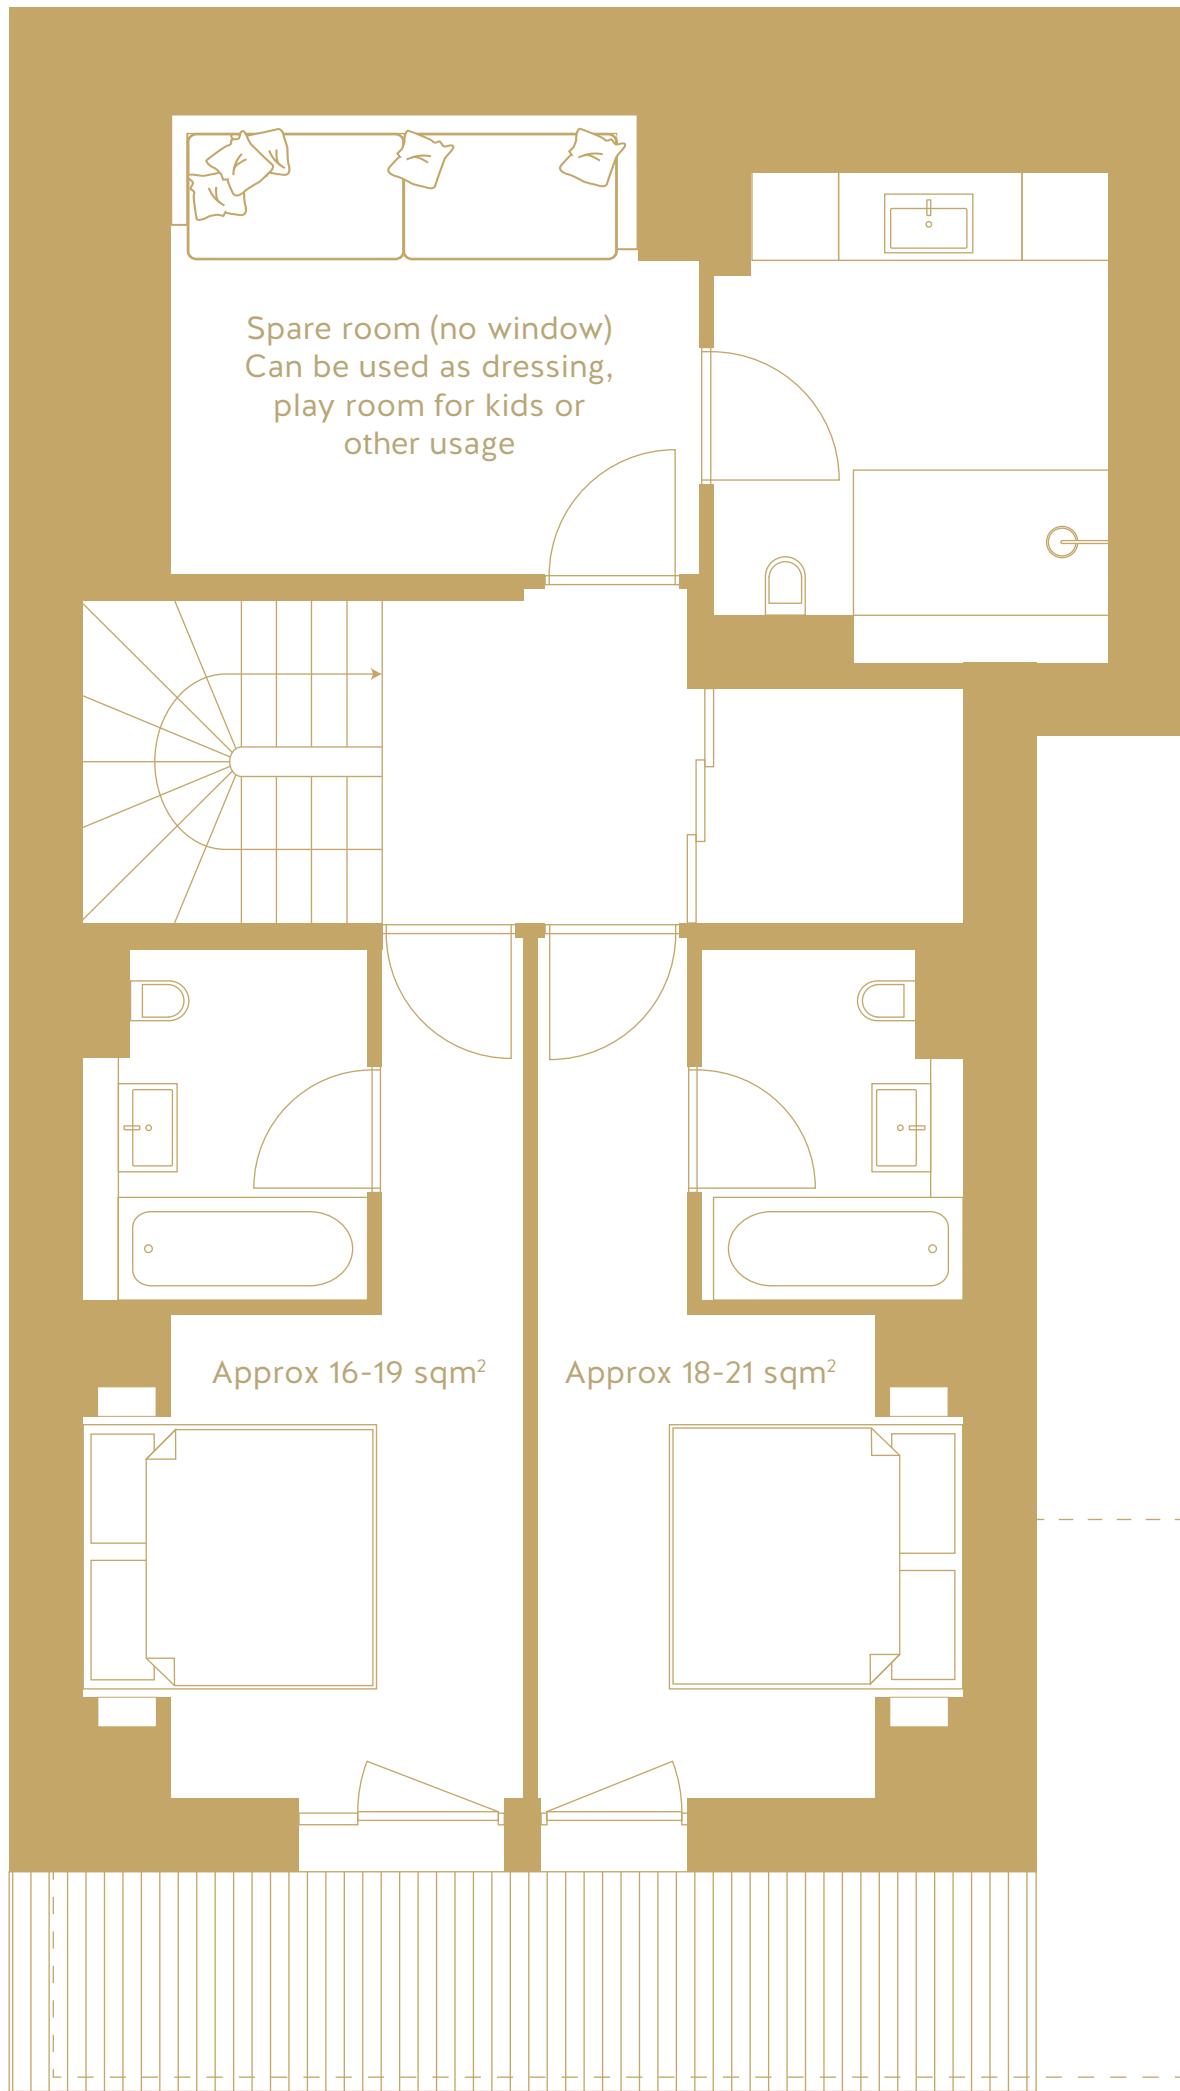 Spare room (no window)
Can be used as dressing,
play room for kids or
other usage
Approx 16-19 sqm²
Approx 18-21 sqm²